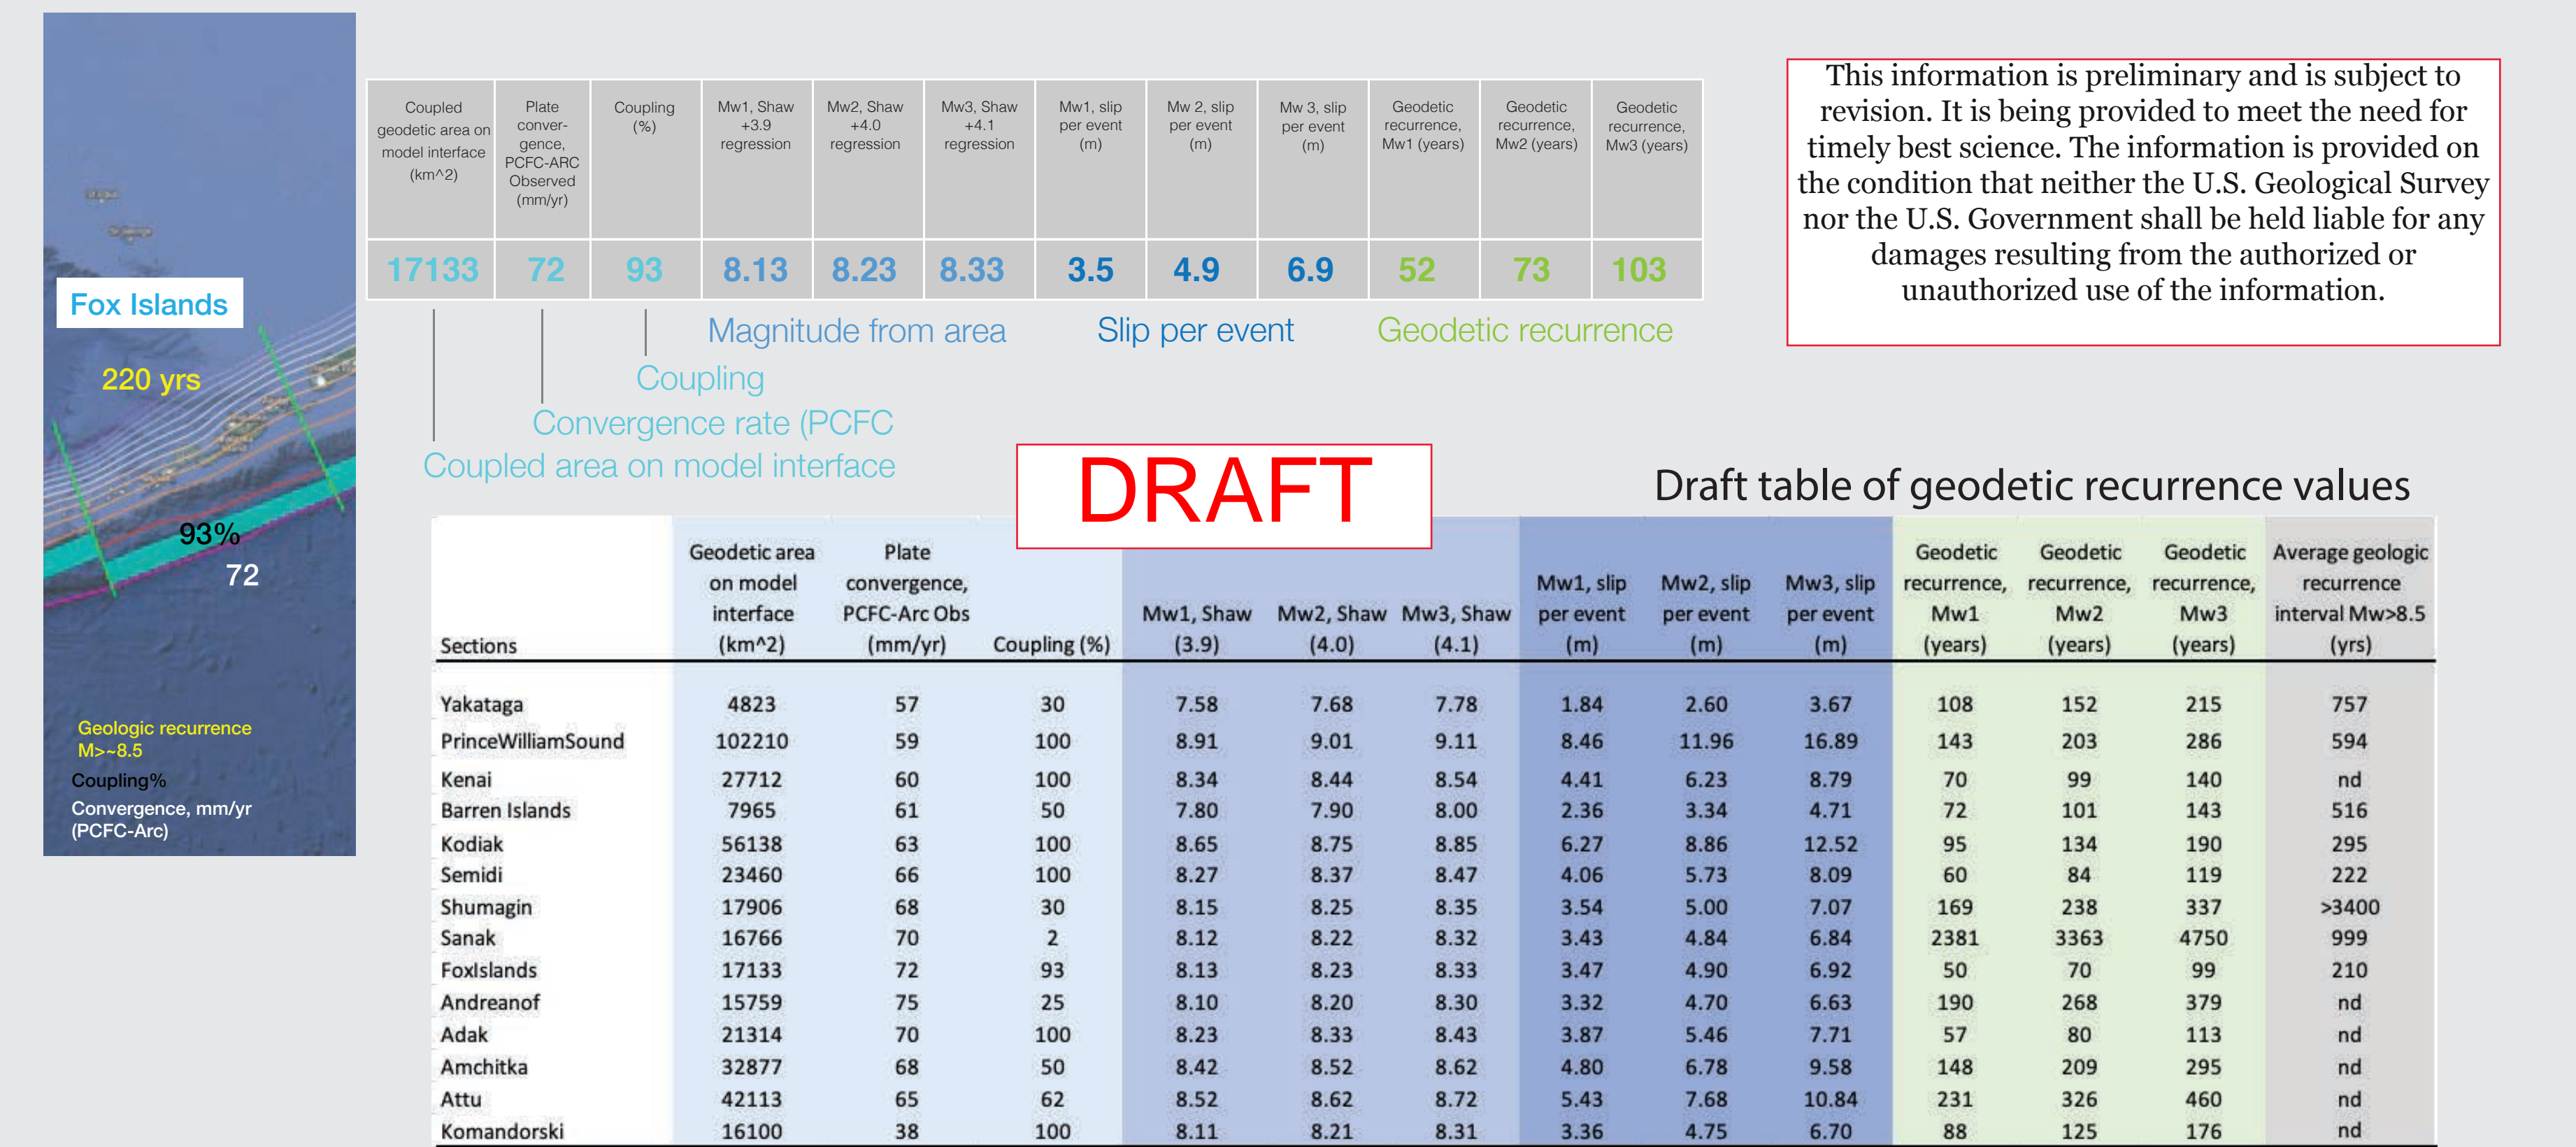 Fox Islands
220 yrs
93%
72
Geologic recurrence
M>~8.5
Coupling%
Convergence, mm/yr
(PCFC-Arc)
Coupled geodetic area on model interface (km^2) Plate conver-gence, PCFC-ARC Observed (mm/yr) Coupling (%) Mw1, Shaw +3.9 regression Mw2, Shaw +4.0 regression Mw3, Shaw +4.1 regression Mw1, slip per event (m) Mw 2, slip per event (m) Mw 3, slip per event (m) Geodetic recurrence, Mw1 (years) Geodetic recurrence, Mw2 (years) Geodetic recurrence, Mw3 (years)
17133 72 93 8.13 8.23 8.33 3.5 4.9 6.9 52 73 103
Magnitude from area Slip per event Geodetic recurrence
Coupling
Convergence rate (PCFC
Coupled area on model interface
This information is preliminary and is subject to
revision. It is being provided to meet the need for
timely best science. The information is provided on
the condition that neither the U.S. Geological Survey
nor the U.S. Government shall be held liable for any
damages resulting from the authorized or
unauthorized use of the information.
DRAFT
Draft table of geodetic recurrence values
Sections Geodetic area on model interface (km^2) Plate convergence, PCFC-Arc Obs (mm/yr) Coupling (%) Mw1, Shaw (3.9) Mw2, Shaw (4.0) Mw3, Shaw (4.1) Mw1, slip per event (m) Mw2, slip per event (m) Mw3, slip per event (m) Geodetic recurrence, Mw1 (years) Geodetic recurrence, Mw2 (years) Geodetic recurrence, Mw3 (years) Average geologic recurrence interval Mw>8.5 (yrs)
Yakataga 4823 57 30 7.58 7.68 7.78 1.84 2.60 3.67 108 152 215 757
PrinceWilliamSound 102210 59 100 8.91 9.01 9.11 8.46 11.96 16.89 143 203 286 594
Kenai 27712 60 100 8.34 8.44 8.54 4.41 6.23 8.79 70 99 140 nd
Barren Islands 7965 61 50 7.80 7.90 8.00 2.36 3.34 4.71 72 101 143 516
Kodiak 56138 63 100 8.65 8.75 8.85 6.27 8.86 12.52 95 134 190 295
Semidi 23460 66 100 8.27 8.37 8.47 4.06 5.73 8.09 60 84 119 222
Shumagin 17906 68 30 8.15 8.25 8.35 3.54 5.00 7.07 169 238 337 >3400
Sanak 16766 70 2 8.12 8.22 8.32 3.43 4.84 6.84 2381 3363 4750 999
FoxIslands 17133 72 93 8.13 8.23 8.33 3.47 4.90 6.92 50 70 99 210
Andreanof 15759 75 25 8.10 8.20 8.30 3.32 4.70 6.63 190 268 379 nd
Adak 21314 70 100 8.23 8.33 8.43 3.87 5.46 7.71 57 80 113 nd
Amchitka 32877 68 50 8.42 8.52 8.62 4.80 6.78 9.58 148 209 295 nd
Attu 42113 65 62 8.52 8.62 8.72 5.43 7.68 10.84 231 326 460 nd
Komandorski 16100 38 100 8.11 8.21 8.31 3.36 4.75 6.70 88 125 176 nd